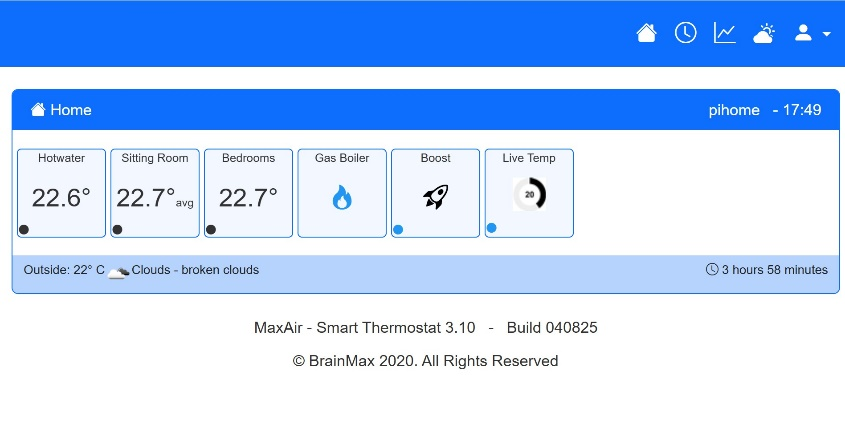 Home
pihome - 17:49
Hotwater
22.6°
Sitting Room
22.7° avg
Bedrooms
22.7°
Gas Boiler
Boost
Live Temp
20
Outside: 22° C Clouds - broken clouds
3 hours 58 minutes
MaxAir - Smart Thermostat 3.10 - Build 040825
© BrainMax 2020. All Rights Reserved